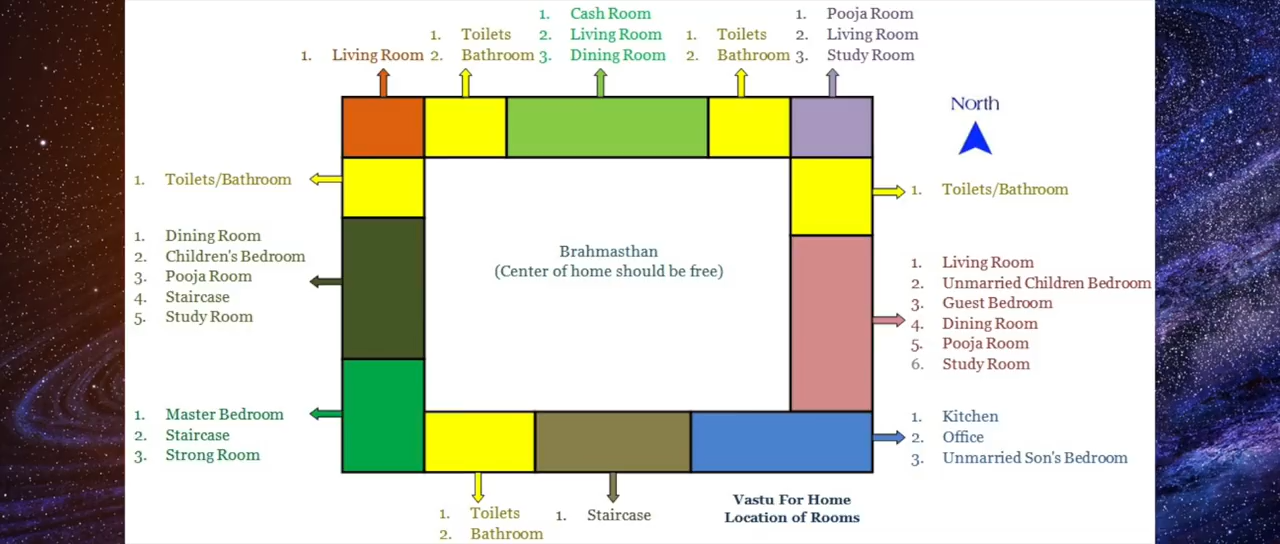 1. Living Room
1. Toilets
2. Bathroom
1. Cash Room
2. Living Room
3. Dining Room
1. Toilets
2. Bathroom
1. Pooja Room
2. Living Room
3. Study Room
North
1. Toilets/Bathroom
1. Dining Room
2. Children's Bedroom
3. Pooja Room
4. Staircase
5. Study Room
1. Master Bedroom
2. Staircase
3. Strong Room
Brahmasthan
(Center of home should be free)
1. Toilets/Bathroom
1. Living Room
2. Unmarried Children Bedroom
3. Guest Bedroom
4. Dining Room
5. Pooja Room
6. Study Room
1. Kitchen
2. Office
3. Unmarried Son's Bedroom
1. Toilets
2. Bathroom
1. Staircase
Vastu For Home
Location of Rooms